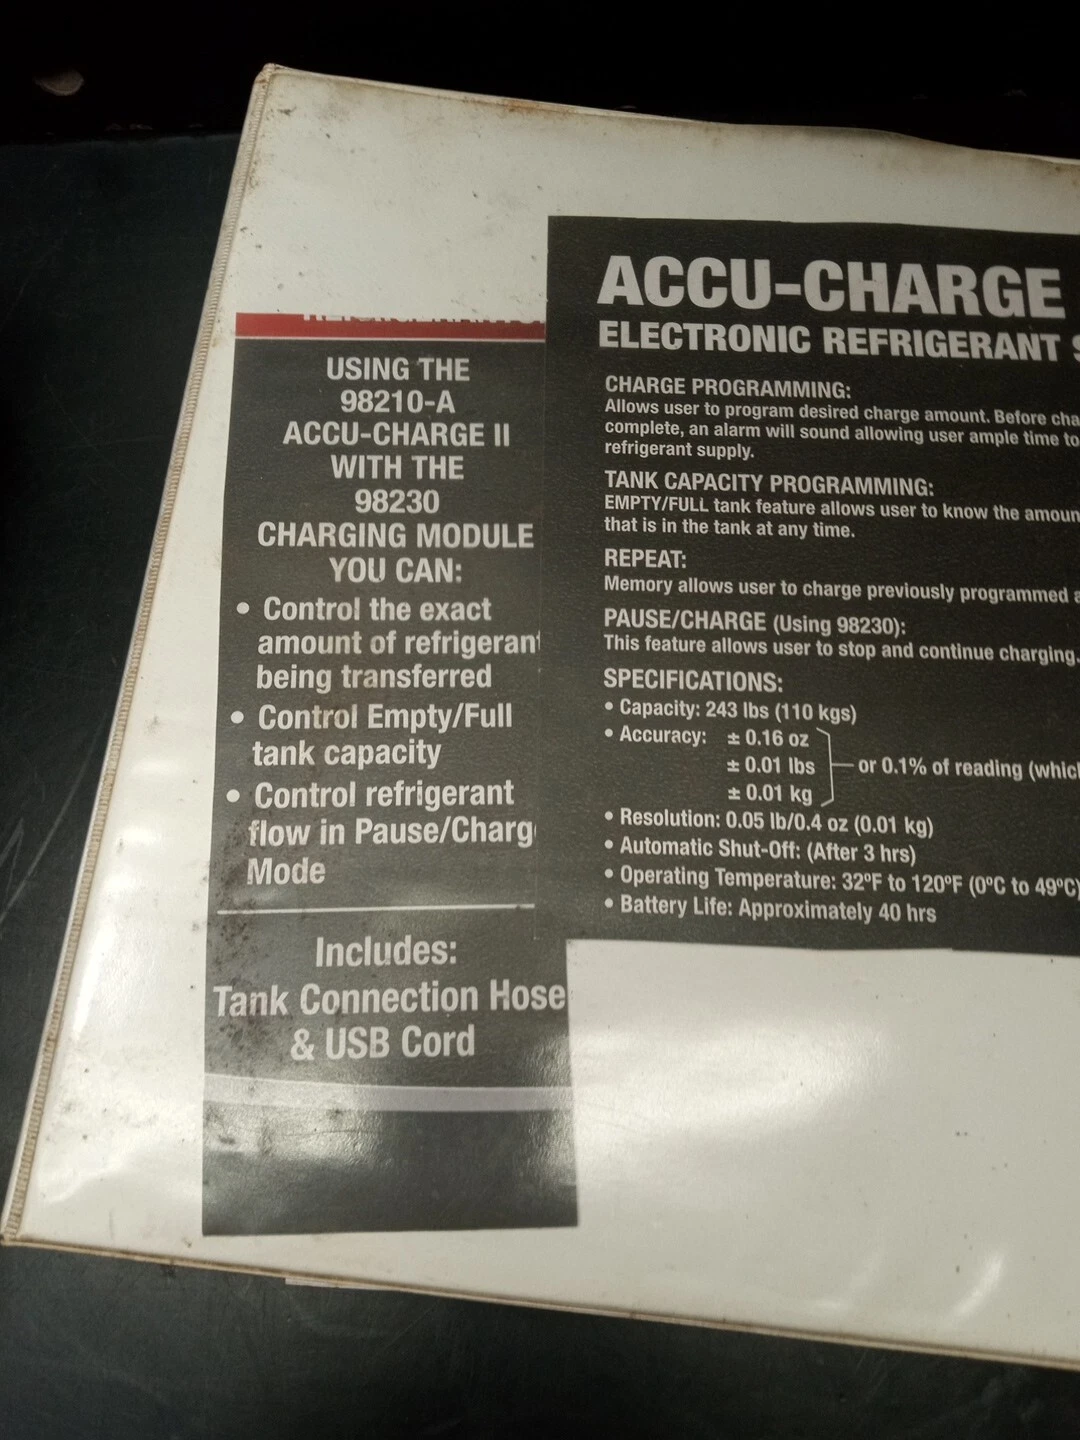 USING THE
98210-A
ACCU-CHARGE II
WITH THE
98230
CHARGING MODULE
YOU CAN:
• Control the exact
amount of refrigerant
being transferred
• Control Empty/Full
tank capacity
• Control refrigerant
flow in Pause/Charg
Mode
Includes:
Tank Connection Hose
& USB Cord
ACCU-CHARGE
ELECTRONIC REFRIGERANT
CHARGE PROGRAMMING:
Allows user to program desired charge amount. Before cha
complete, an alarm will sound allowing user ample time to
refrigerant supply.
TANK CAPACITY PROGRAMMING:
EMPTY/FULL tank feature allows user to know the amoun
that is in the tank at any time.
REPEAT:
Memory allows user to charge previously programmed a
PAUSE/CHARGE (Using 98230):
This feature allows user to stop and continue charging.
SPECIFICATIONS:
• Capacity: 243 lbs (110 kgs)
• Accuracy: ± 0.16 oz
± 0.01 lbs or 0.1% of reading (whic
± 0.01 kg
• Resolution: 0.05 lb/0.4 oz (0.01 kg)
• Automatic Shut-Off: (After 3 hrs)
• Operating Temperature: 32ºF to 120ºF (0ºC to 49ºC)
• Battery Life: Approximately 40 hrs